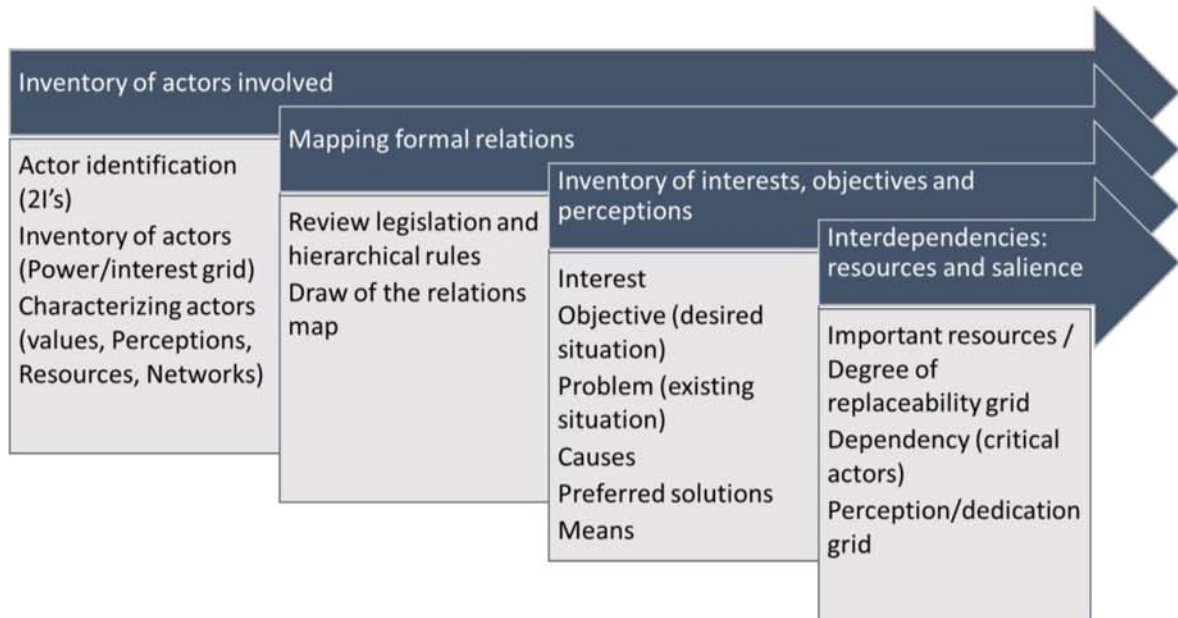 Inventory of actors involved
Actor identification
(2I's)
Inventory of actors
(Power/interest grid)
Characterizing actors
(values, Perceptions,
Resources, Networks)
Mapping formal relations
Review legislation and
hierarchical rules
Draw of the relations
map
Inventory of interests, objectives and
perceptions
Interest
Objective (desired
situation)
Problem (existing
situation)
Causes
Preferred solutions
Means
Interdependencies:
resources and salience
Important resources /
Degree of
replaceability grid
Dependency (critical
actors)
Perception/dedication
grid